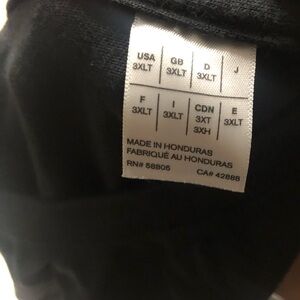 USA GB D J
3XLT 3XLT 3XLT
F I CDN E
3XLT 3XLT 3XT 3XLT
3XH
MADE IN HONDURAS
FABRIQUÉ AU HONDURAS
RN# 58805 CA# 42888